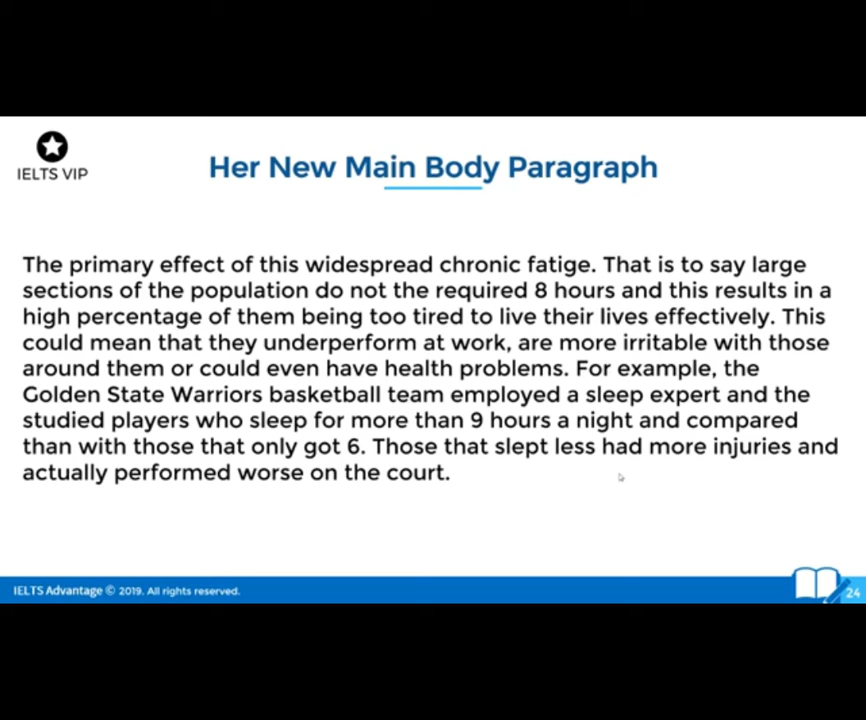 IELTS VIP
Her New Main Body Paragraph
The primary effect of this widespread chronic fatige. That is to say large
sections of the population do not the required 8 hours and this results in a
high percentage of them being too tired to live their lives effectively. This
could mean that they underperform at work, are more irritable with those
around them or could even have health problems. For example, the
Golden State Warriors basketball team employed a sleep expert and the
studied players who sleep for more than 9 hours a night and compared
than with those that only got 6. Those that slept less had more injuries and
actually performed worse on the court.
IELTS Advantage © 2019. All rights reserved.
24